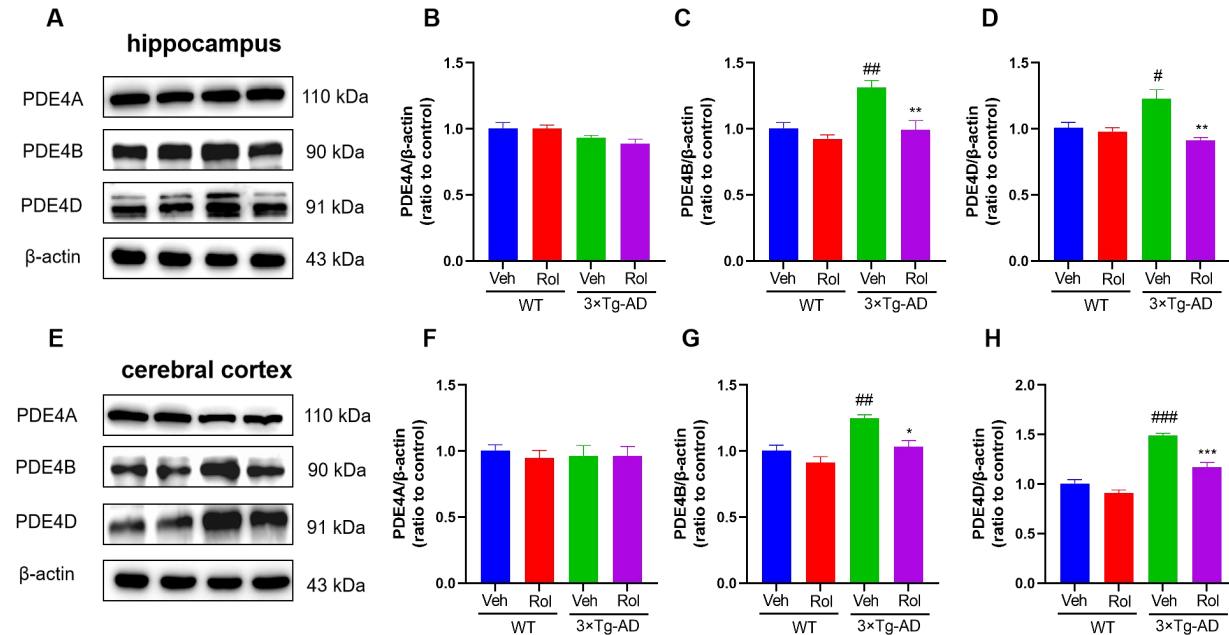 A
hippocampus
PDE4A
110 kDa
PDE4B
90 kDa
PDE4D
91 kDa
β-actin
43 kDa
B
PDE4A/β-actin
(ratio to control)
1.5
1.0
0.5
0.0
Veh Rol Veh Rol
WT 3×Tg-AD
C
PDE4B/β-actin
(ratio to control)
1.5
1.0
0.5
0.0
##
**
Veh Rol Veh Rol
WT 3×Tg-AD
D
PDE4D/β-actin
(ratio to control)
1.5
1.0
0.5
0.0
#
**
Veh Rol Veh Rol
WT 3×Tg-AD
E
cerebral cortex
PDE4A
110 kDa
PDE4B
90 kDa
PDE4D
91 kDa
β-actin
43 kDa
F
PDE4A/β-actin
(ratio to control)
1.5
1.0
0.5
0.0
Veh Rol Veh Rol
WT 3×Tg-AD
G
PDE4B/β-actin
(ratio to control)
1.5
1.0
0.5
0.0
##
*
Veh Rol Veh Rol
WT 3×Tg-AD
H
PDE4D/β-actin
(ratio to control)
2.0
1.5
1.0
0.5
0.0
###
***
Veh Rol Veh Rol
WT 3×Tg-AD